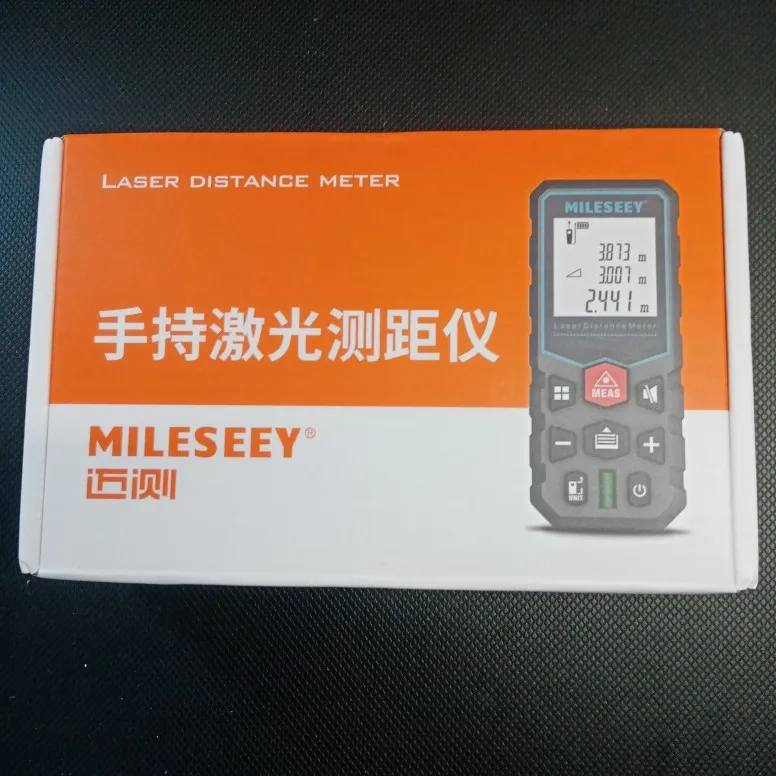 LASER DISTANCE METER
手持激光测距仪
MILESEEY®
迈测
MILESEEY
3.873 m
3.007 m
2.441 m
Laser Distance Meter
MEAS
UNIT